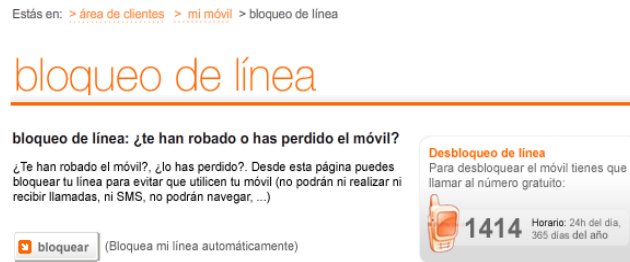 Estás en: > área de clientes > mi móvil > bloqueo de línea
bloqueo de línea
bloqueo de línea: ¿te han robado o has perdido el móvil?
¿Te han robado el móvil?, ¿lo has perdido?. Desde esta página puedes
bloquear tu línea para evitar que utilicen tu móvil (no podrán ni realizar ni
recibir llamadas, ni SMS, no podrán navegar, ...)
bloquear (Bloquea mi línea automáticamente)
Desbloqueo de línea
Para desbloquear el móvil tienes que
llamar al número gratuito:
1414 Horario: 24h del día,
365 días del año